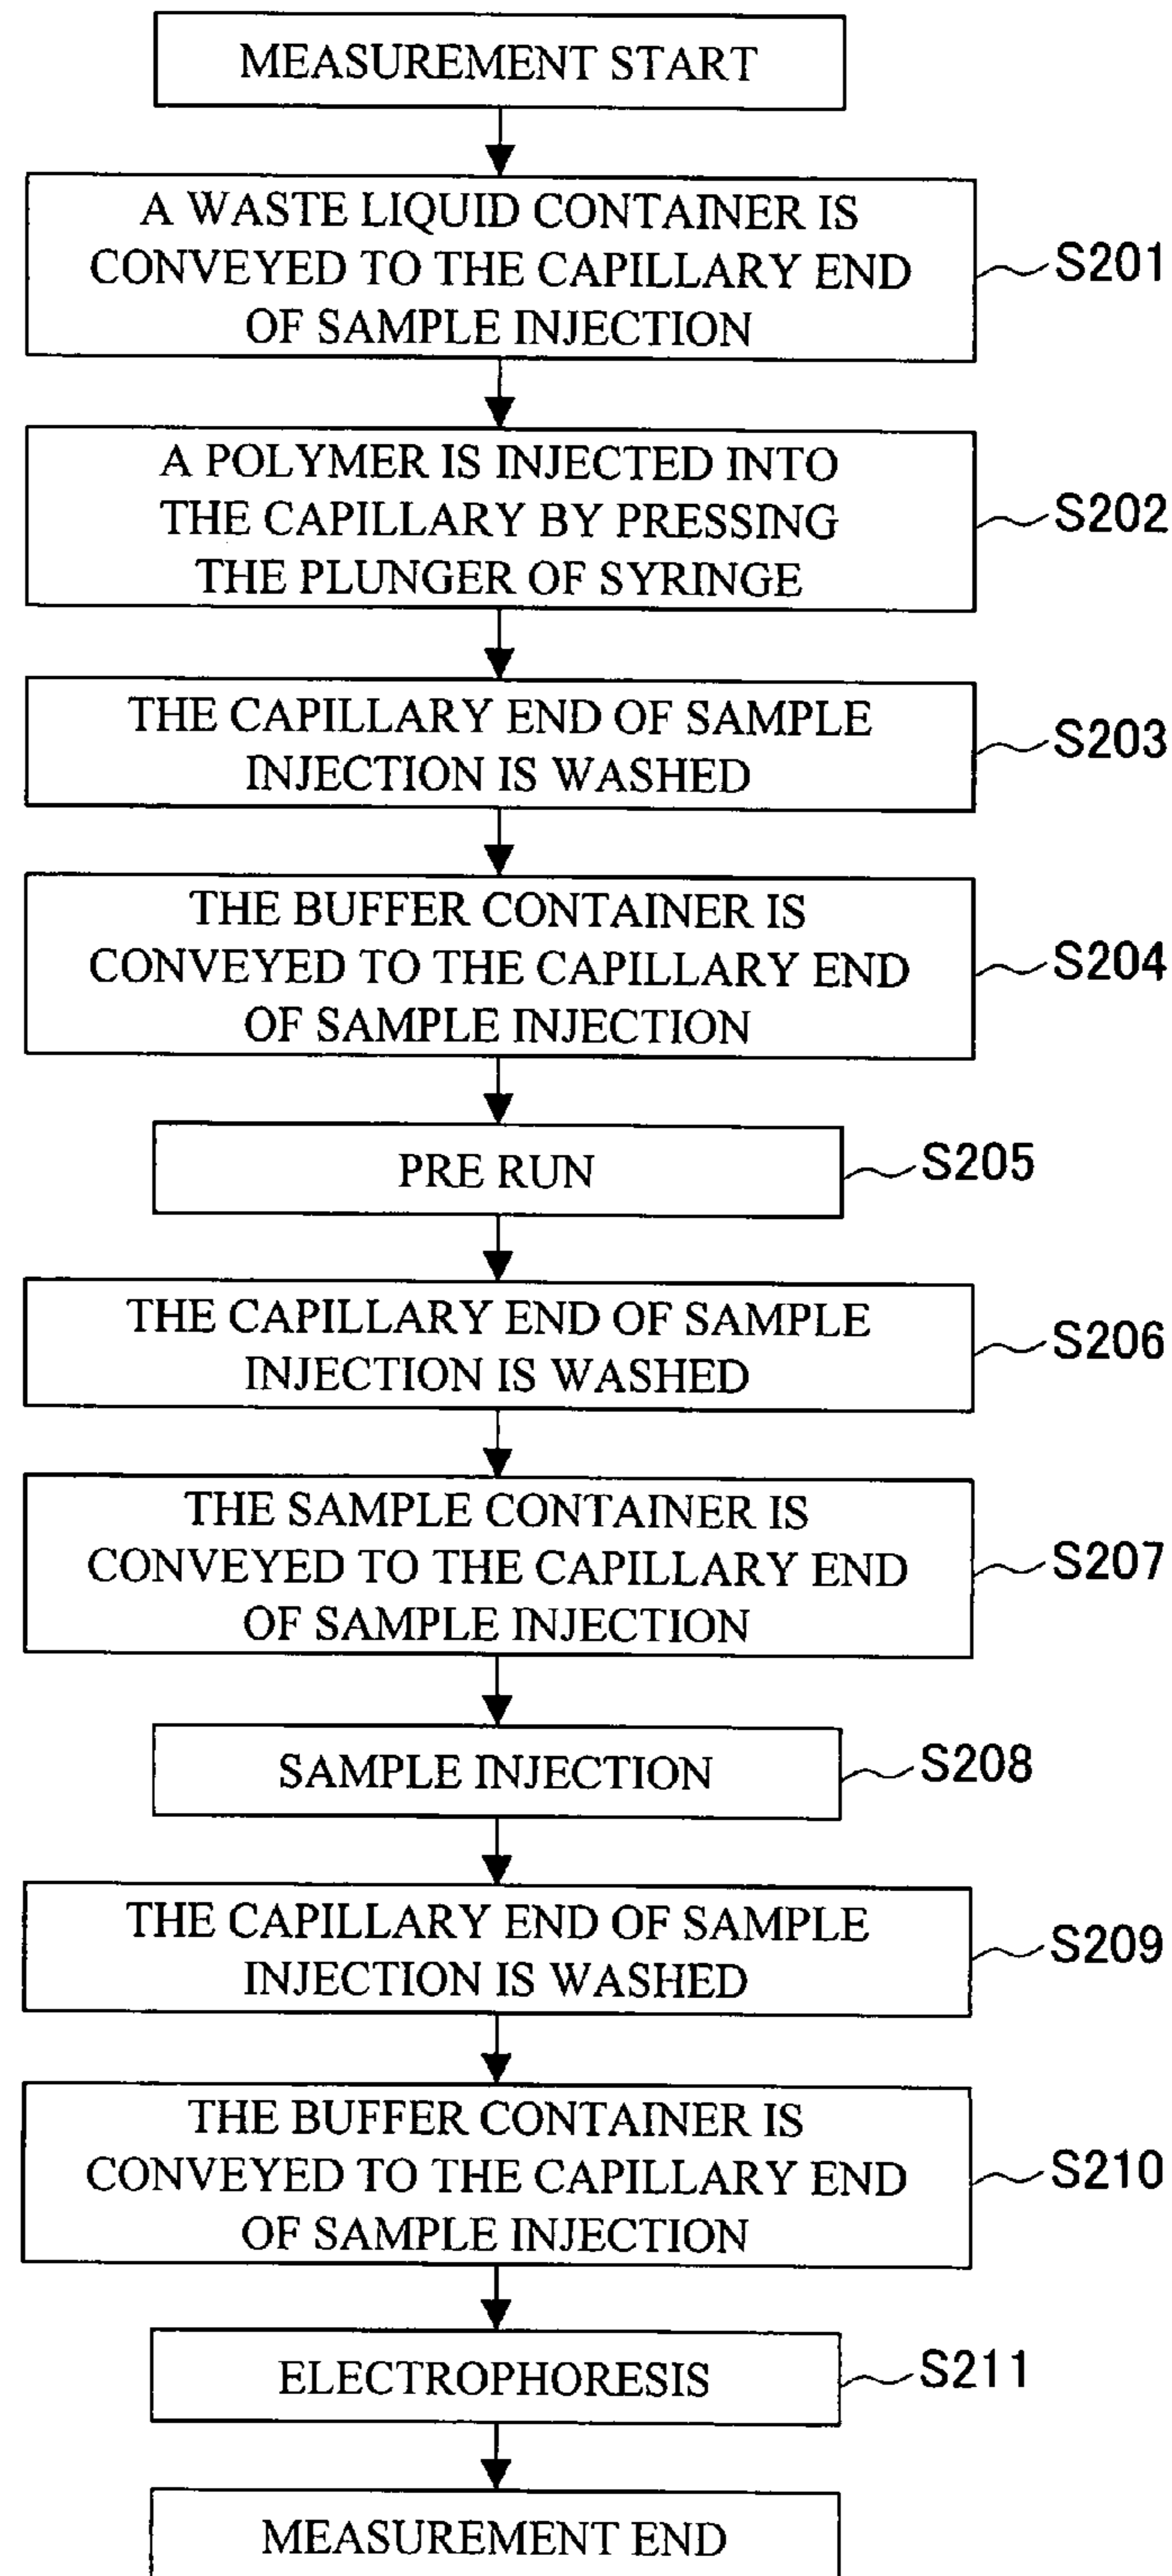 MEASUREMENT START
A WASTE LIQUID CONTAINER IS
CONVEYED TO THE CAPILLARY END
OF SAMPLE INJECTION
S201
A POLYMER IS INJECTED INTO
THE CAPILLARY BY PRESSING
THE PLUNGER OF SYRINGE
S202
THE CAPILLARY END OF SAMPLE
INJECTION IS WASHED
S203
THE BUFFER CONTAINER IS
CONVEYED TO THE CAPILLARY END
OF SAMPLE INJECTION
S204
PRE RUN
S205
THE CAPILLARY END OF SAMPLE
INJECTION IS WASHED
S206
THE SAMPLE CONTAINER IS
CONVEYED TO THE CAPILLARY END
OF SAMPLE INJECTION
S207
SAMPLE INJECTION
S208
THE CAPILLARY END OF SAMPLE
INJECTION IS WASHED
S209
THE BUFFER CONTAINER IS
CONVEYED TO THE CAPILLARY END
OF SAMPLE INJECTION
S210
ELECTROPHORESIS
S211
MEASUREMENT END